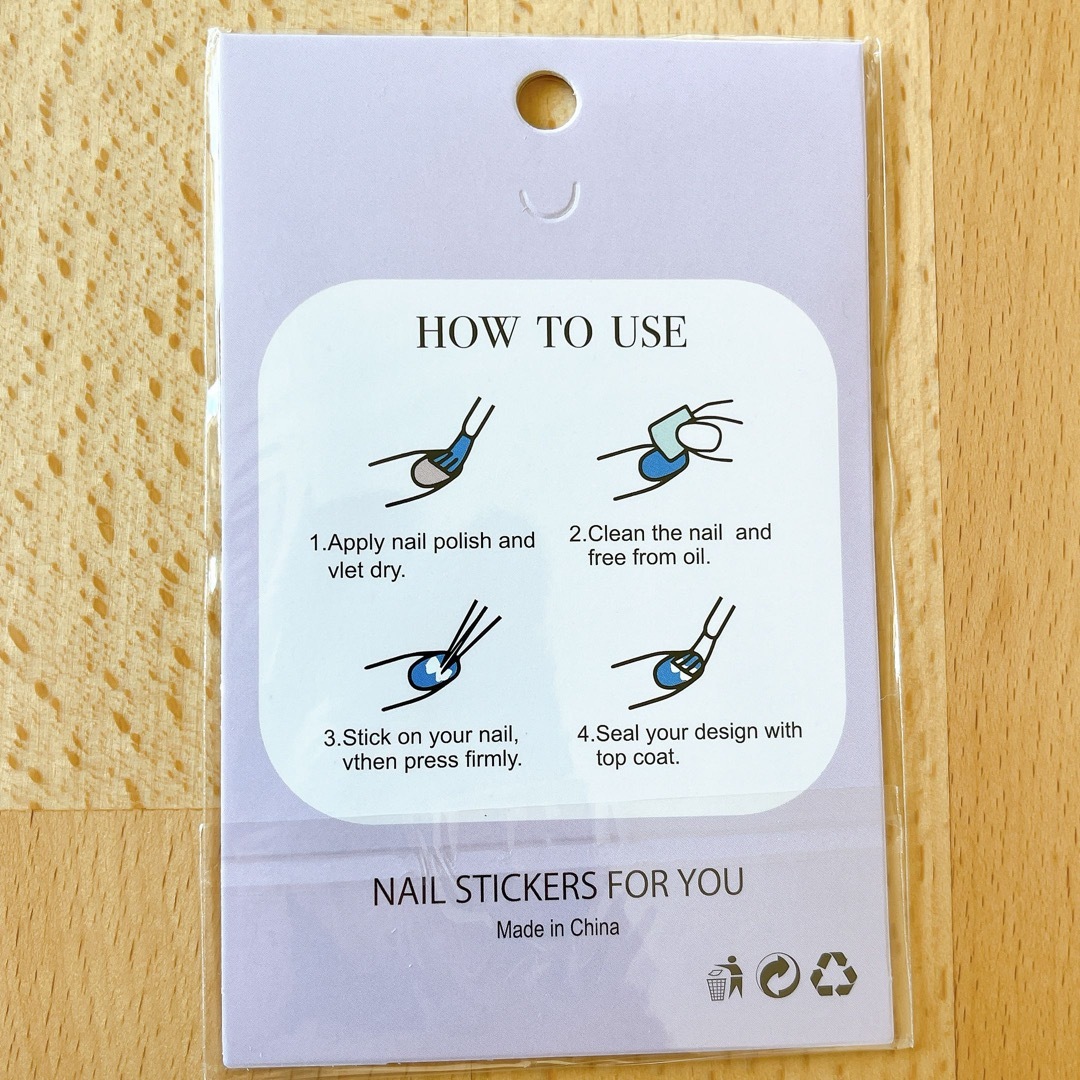 HOW TO USE
1.Apply nail polish and
vlet dry.
2.Clean the nail and
free from oil.
3.Stick on your nail,
vthen press firmly.
4.Seal your design with
top coat.
NAIL STICKERS FOR YOU
Made in China